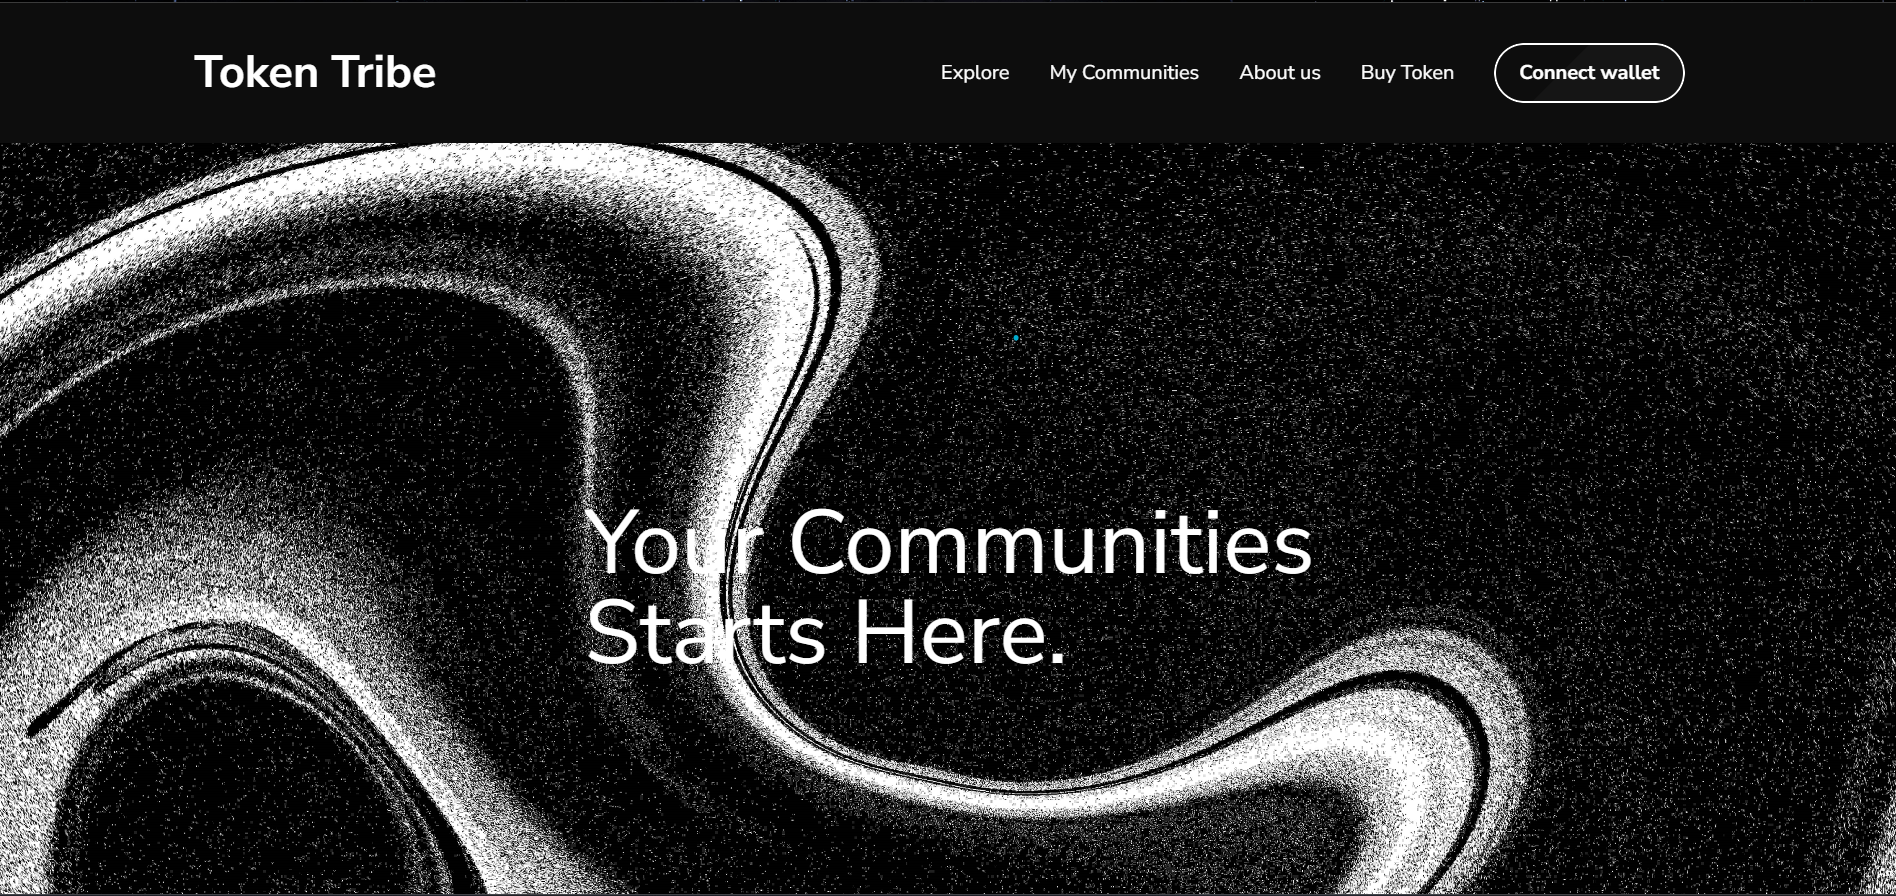 Token Tribe
Explore
My Communities
About us
Buy Token
Connect wallet
Your Communities
Starts Here.